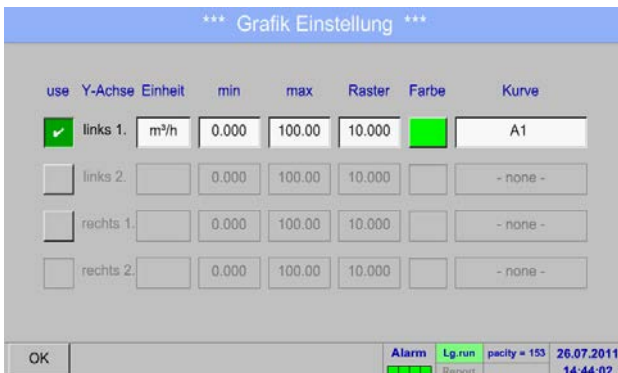 *** Grafik Einstellung ***
use Y-Achse Einheit min max Raster Farbe Kurve
links 1. m³/h 0.000 100.00 10.000 A1
links 2. 0.000 100.00 10.000 - none -
rechts 1. 0.000 100.00 10.000 - none -
rechts 2. 0.000 100.00 10.000 - none -
OK
Alarm Lg.run pacity = 153 26.07.2011
Report 14:44:02